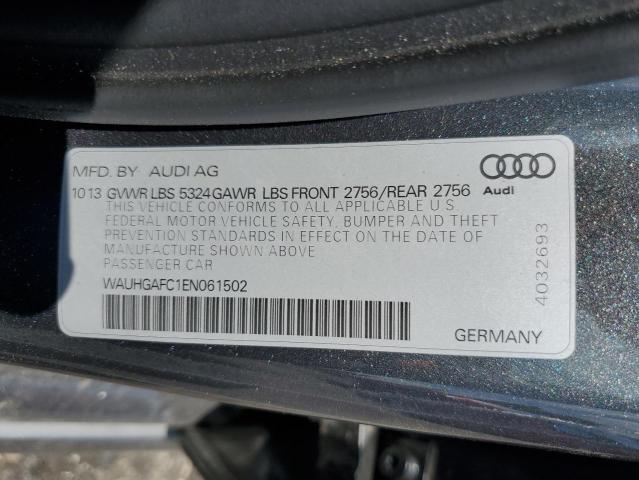 MFD. BY AUDI AG
1013 GVWR LBS 5324 GAWR LBS FRONT 2756/REAR 2756
Audi
THIS VEHICLE CONFORMS TO ALL APPLICABLE U.S.
FEDERAL MOTOR VEHICLE SAFETY, BUMPER AND THEFT
PREVENTION STANDARDS IN EFFECT ON THE DATE OF
MANUFACTURE SHOWN ABOVE
PASSENGER CAR
WAUHGAFC1EN061502
GERMANY
4032693